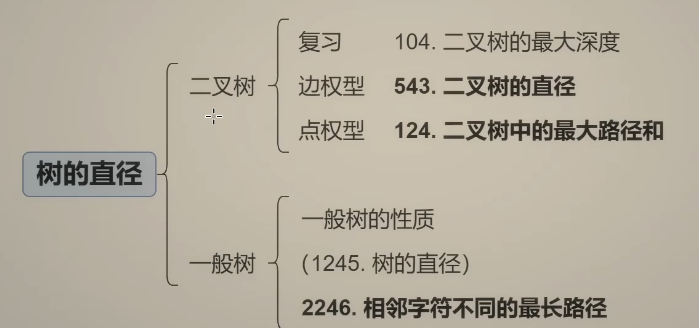 树的直径
二叉树
复习 104. 二叉树的最大深度
边权型 543. 二叉树的直径
点权型 124. 二叉树中的最大路径和
一般树
一般树的性质
(1245. 树的直径)
2246. 相邻字符不同的最长路径